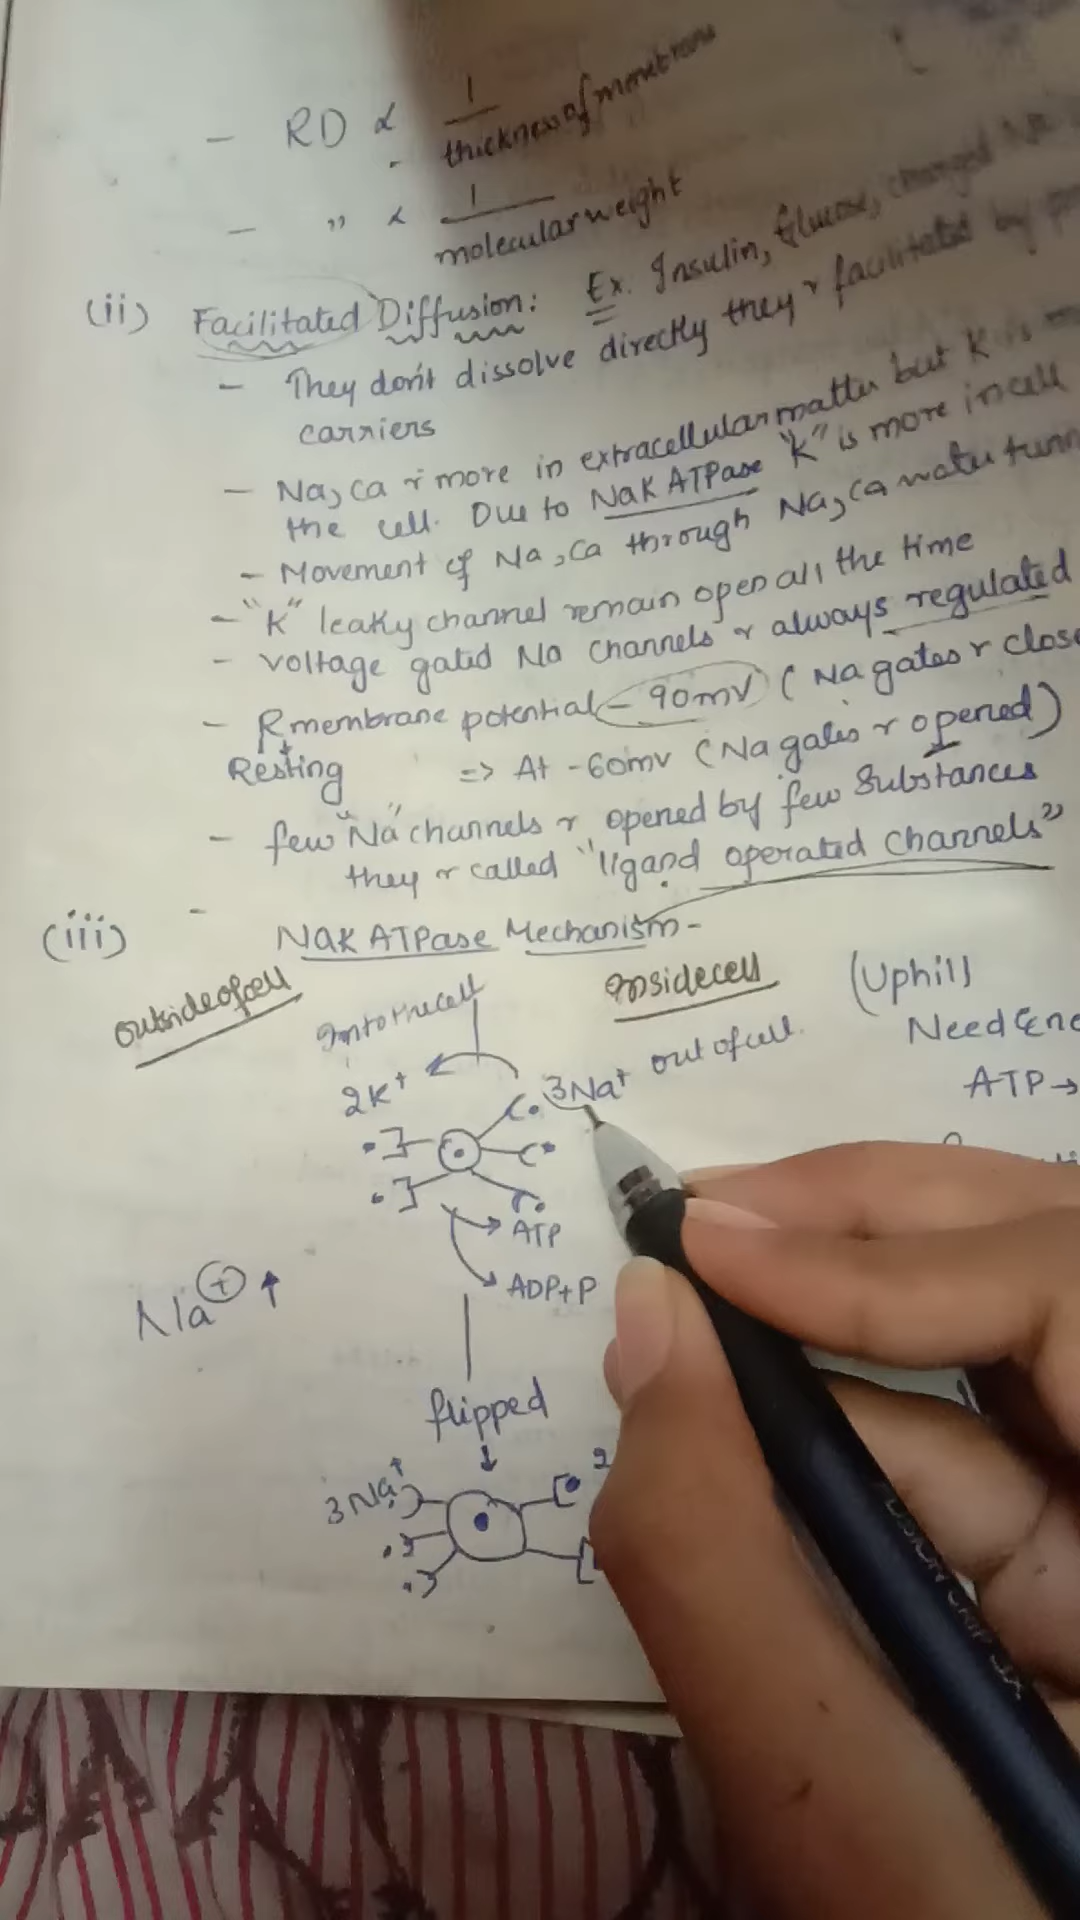 - RD ∝ 1
thickness of membrane
- " ∝ 1
molecular weight
(ii) Facilitated Diffusion: Ex. Insulin, Glucose, charged Na
- They don't dissolve directly they r facilitated by
carriers
- Na, Ca r more in extracellular matter but K is
the cell. Due to NaK ATPase "K" is more in cell
- Movement of Na, Ca through Na, Ca water
- "K" leaky channel remain open all the time
- voltage gated Na channels r always regulated
- Rmembrane potential - 90mV (Na gates r close
Resting => At -60mv (Na gates r opened)
- few "Na" channels r opened by few Substances
they r called "ligand operated channels"
(iii) NaK ATPase Mechanism-
outside of cell Into the cell Inside cell (Uphill
2K+ 3Na+ out of cell. Need Ene
ATP→
ATP
ADP+P
Na+ ↑
flipped
3Na+ 2